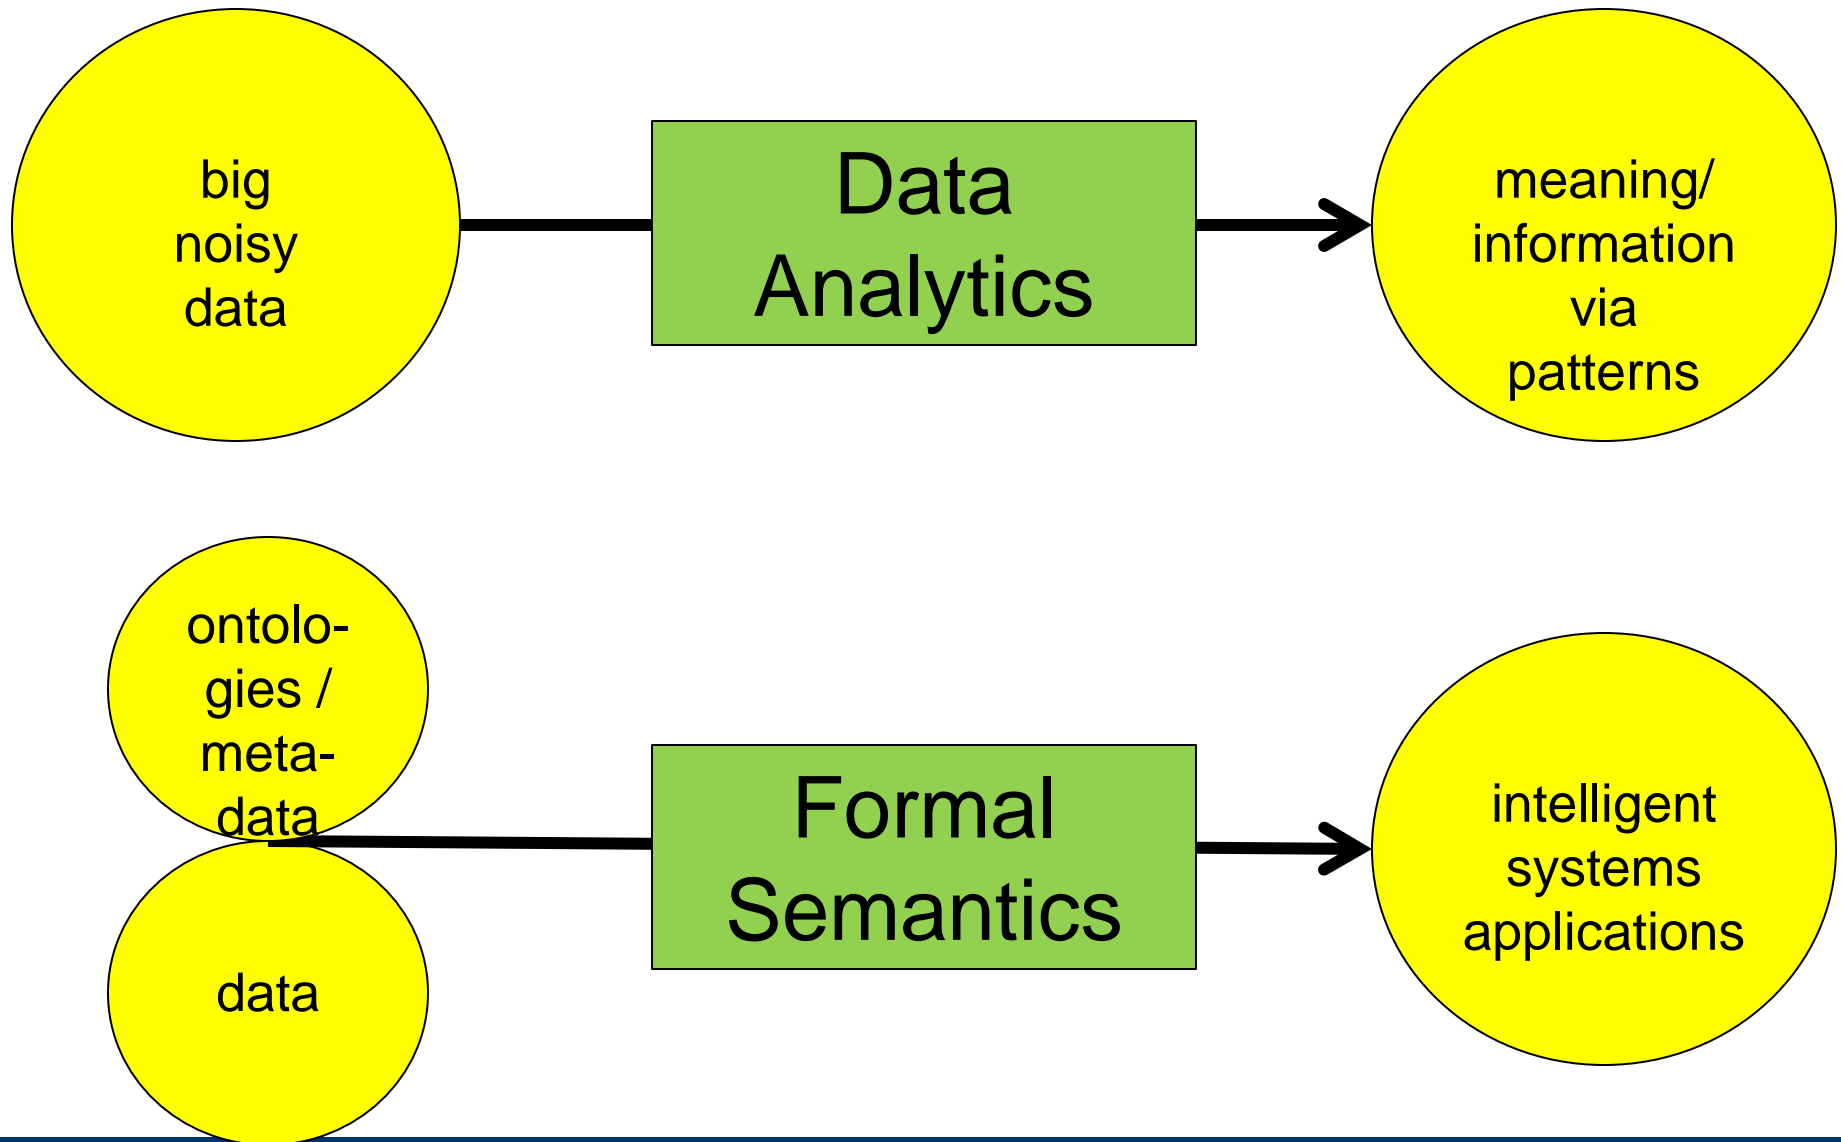 big
noisy
data
Data
Analytics
meaning/
information
via
patterns
ontolo-
gies /
meta-
data
data
Formal
Semantics
intelligent
systems
applications